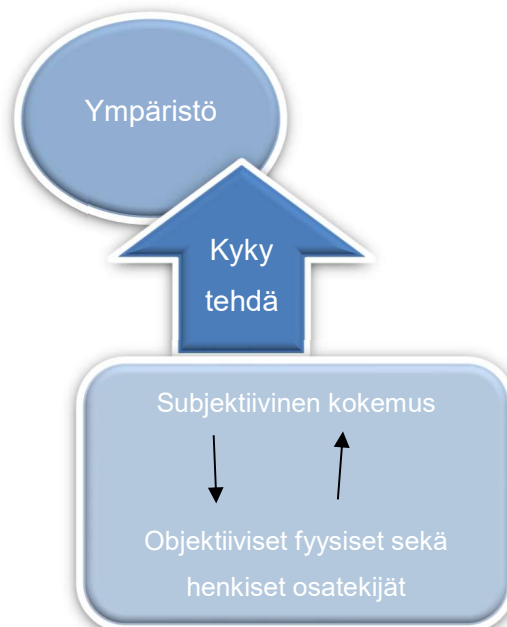 Ympäristö
Kyky
tehdä
Subjektiivinen kokemus
Objektiiviset fyysiset sekä
henkiset osatekijät